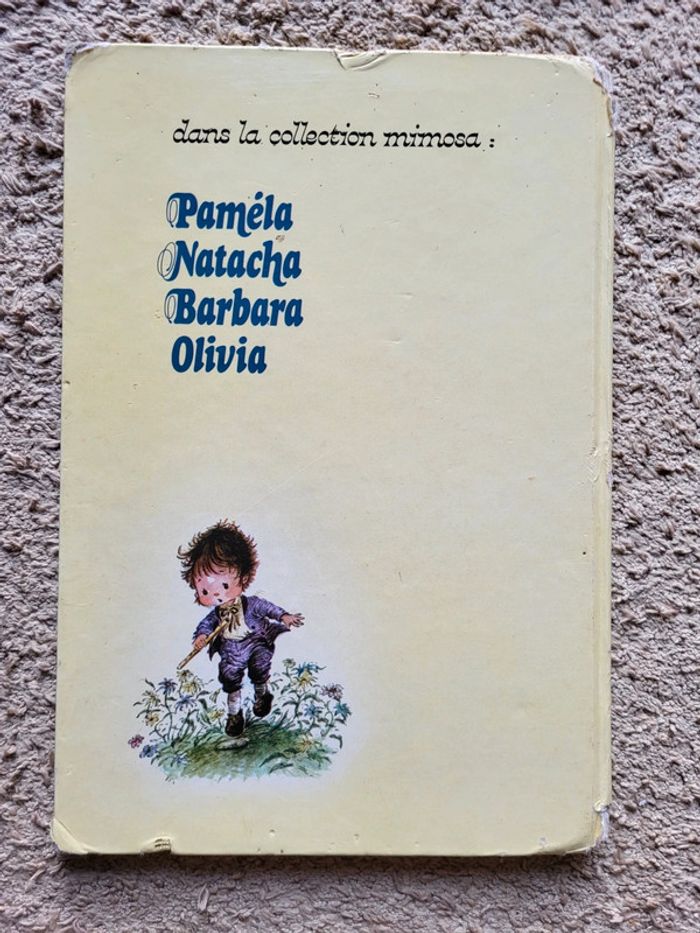 dans la collection mimosa :
Paméla
Natacha
Barbara
Olivia